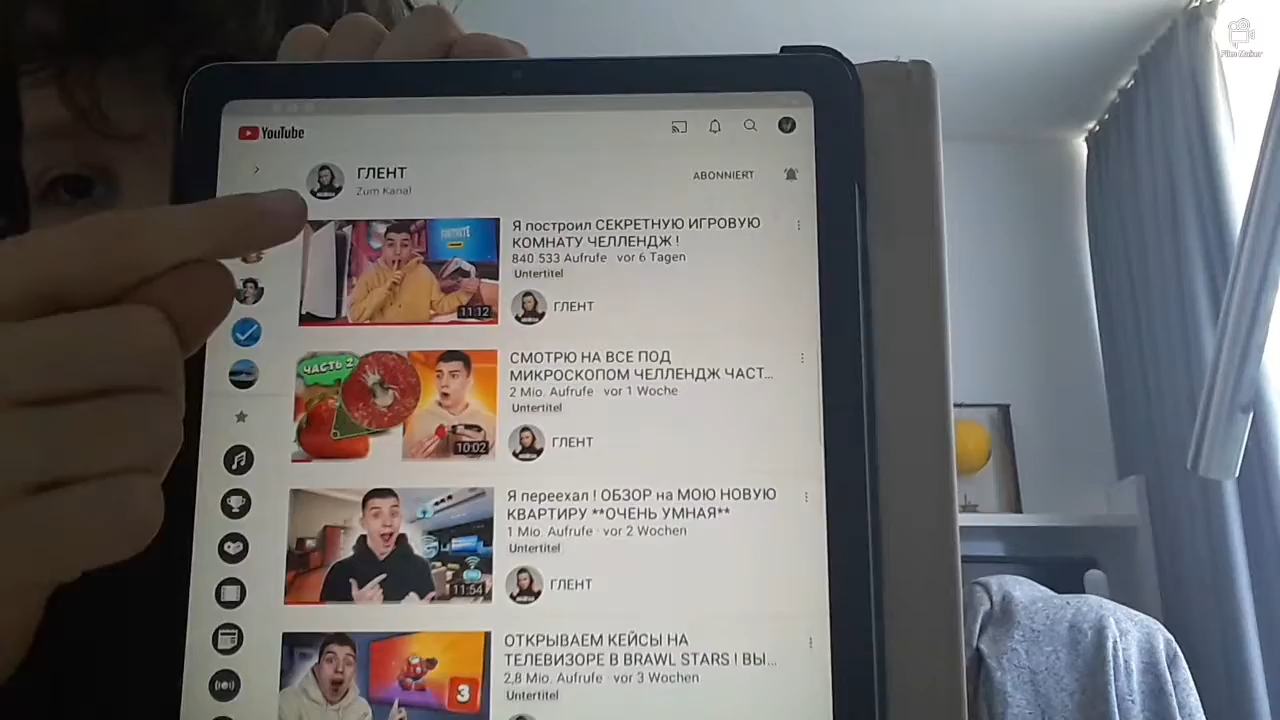 Film Maker
YouTube
ГЛЕНТ
Zum Kanal
ABONNIERT
Я построил СЕКРЕТНУЮ ИГРОВУЮ
КОМНАТУ ЧЕЛЛЕНДЖ !
840 533 Aufrufe · vor 6 Tagen
Untertitel
ГЛЕНТ
FORTNITE
11:12
СМОТРЮ НА ВСЕ ПОД
МИКРОСКОПОМ ЧЕЛЛЕНДЖ ЧАСТ...
2 Mio. Aufrufe · vor 1 Woche
Untertitel
ГЛЕНТ
ЧАСТЬ 2
10:02
Я переехал ! ОБЗОР на МОЮ НОВУЮ
КВАРТИРУ **ОЧЕНЬ УМНАЯ**
1 Mio. Aufrufe · vor 2 Wochen
Untertitel
ГЛЕНТ
11:54
ОТКРЫВАЕМ КЕЙСЫ НА
ТЕЛЕВИЗОРЕ В BRAWL STARS ! ВЫ...
2,8 Mio. Aufrufe · vor 3 Wochen
Untertitel
3